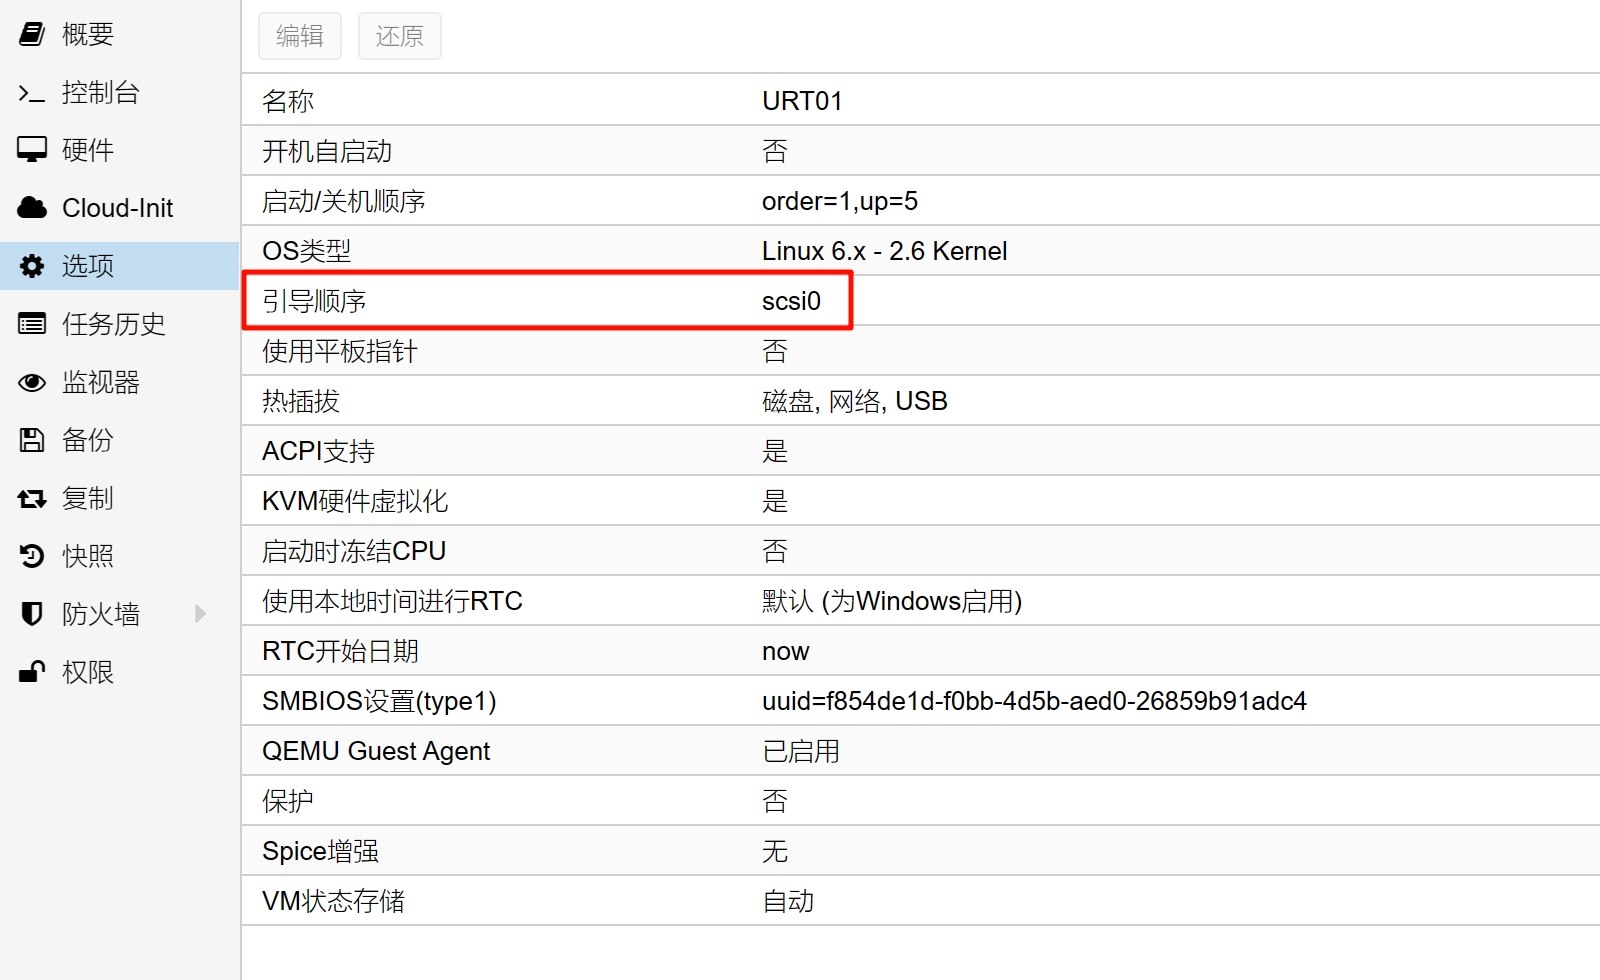 概要
控制台
硬件
Cloud-Init
选项
任务历史
监视器
备份
复制
快照
防火墙
权限
编辑 还原
名称 URT01
开机自启动 否
启动/关机顺序 order=1,up=5
OS类型 Linux 6.x - 2.6 Kernel
引导顺序 scsi0
使用平板指针 否
热插拔 磁盘, 网络, USB
ACPI支持 是
KVM硬件虚拟化 是
启动时冻结CPU 否
使用本地时间进行RTC 默认 (为Windows启用)
RTC开始日期 now
SMBIOS设置(type1) uuid=f854de1d-f0bb-4d5b-aed0-26859b91adc4
QEMU Guest Agent 已启用
保护 否
Spice增强 无
VM状态存储 自动